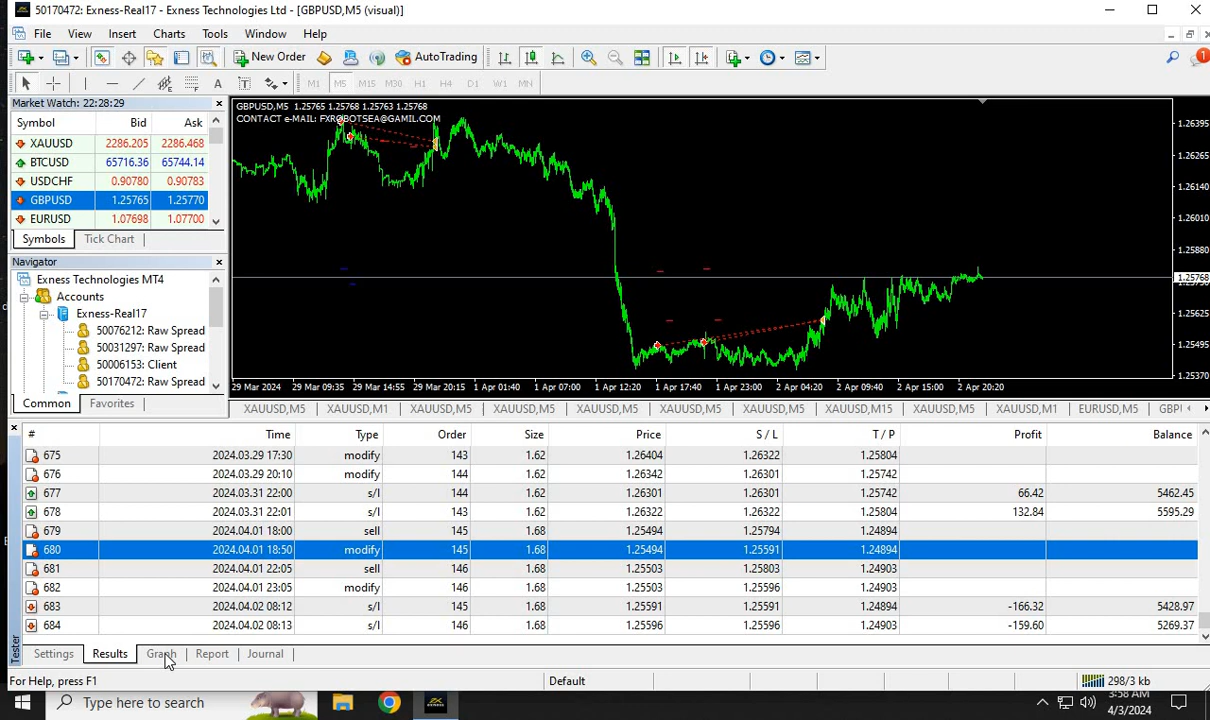 50170472: Exness-Real17 - Exness Technologies Ltd - [GBPUSD,M5 (visual)]
File View Insert Charts Tools Window Help
New Order AutoTrading
A T M1 M5 M15 M30 H1 H4 D1 W1 MN
1
Market Watch: 22:28:29
Symbol Bid Ask
XAUUSD 2286.205 2286.468
BTCUSD 65716.36 65744.14
USDCHF 0.90780 0.90783
GBPUSD 1.25765 1.25770
EURUSD 1.07698 1.07700
Symbols Tick Chart
Navigator
Exness Technologies MT4
Accounts
Exness-Real17
50076212: Raw Spread
50031297: Raw Spread
50006153: Client
50170472: Raw Spread
Common Favorites
GBPUSD,M5 1.25765 1.25768 1.25763 1.25768
CONTACT e-MAIL: FXROBOTSEA@GAMIL.COM
1.26395
1.26265
1.26140
1.26010
1.25880
1.25768
1.25625
1.25495
1.25370
29 Mar 2024 29 Mar 09:35 29 Mar 14:55 29 Mar 20:15 1 Apr 01:40 1 Apr 07:00 1 Apr 12:20 1 Apr 17:40 1 Apr 23:00 2 Apr 04:20 2 Apr 09:40 2 Apr 15:00 2 Apr 20:20
XAUUSD,M5 XAUUSD,M1 XAUUSD,M5 XAUUSD,M5 XAUUSD,M5 XAUUSD,M5 XAUUSD,M5 XAUUSD,M15 XAUUSD,M5 XAUUSD,M1 EURUSD,M5 GBPI
# Time Type Order Size Price S / L T / P Profit Balance
675 2024.03.29 17:30 modify 143 1.62 1.26404 1.26322 1.25804
676 2024.03.29 20:10 modify 144 1.62 1.26342 1.26301 1.25742
677 2024.03.31 22:00 s/l 144 1.62 1.26301 1.26301 1.25742 66.42 5462.45
678 2024.03.31 22:01 s/l 143 1.62 1.26322 1.26322 1.25804 132.84 5595.29
679 2024.04.01 18:00 sell 145 1.68 1.25494 1.25794 1.24894
680 2024.04.01 18:50 modify 145 1.68 1.25494 1.25591 1.24894
681 2024.04.01 22:05 sell 146 1.68 1.25503 1.25803 1.24903
682 2024.04.01 23:05 modify 146 1.68 1.25503 1.25596 1.24903
683 2024.04.02 08:12 s/l 145 1.68 1.25591 1.25591 1.24894 -166.32 5428.97
684 2024.04.02 08:13 s/l 146 1.68 1.25596 1.25596 1.24903 -159.60 5269.37
Tester
Settings Results Graph Report Journal
For Help, press F1 Default 298/3 kb
Type here to search
3:58 AM
4/3/2024